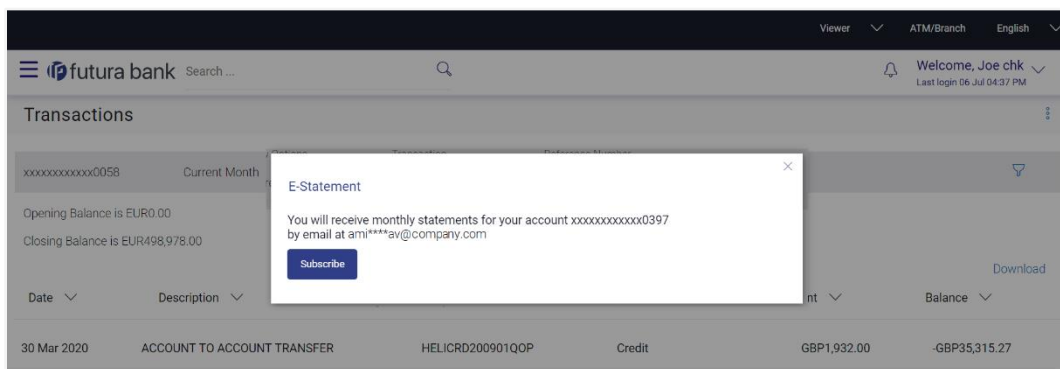 Viewer ATM/Branch English
futura bank Search ... Welcome, Joe chk
Last login 06 Jul 04:37 PM
Transactions
xxxxxxxxxxxx0058 Current Month
E-Statement
You will receive monthly statements for your account xxxxxxxxxxxx0397
by email at ami****av@company.com
Subscribe
Opening Balance is EUR0.00
Closing Balance is EUR498,978.00
Download
Date Description nt Balance
30 Mar 2020 ACCOUNT TO ACCOUNT TRANSFER HELICRD200901QOP Credit GBP1,932.00 -GBP35,315.27